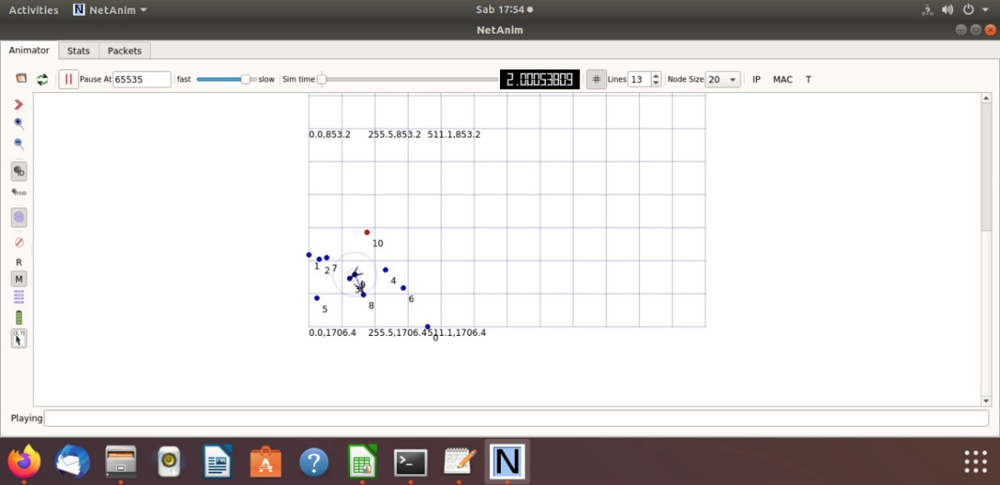 Activities NetAnim Sab 17:54
NetAnim
Animator Stats Packets
Pause At 65535 fast slow Sim time 2.00053809 # Lines 13 Node Size 20 IP MAC T
0.0,853.2 255.5,853.2 511.1,853.2
10
1 2 7
4
9
6
5
8
0.0,1706.4 255.5,1706.4 511.1,1706.4
0
R
M
Playing